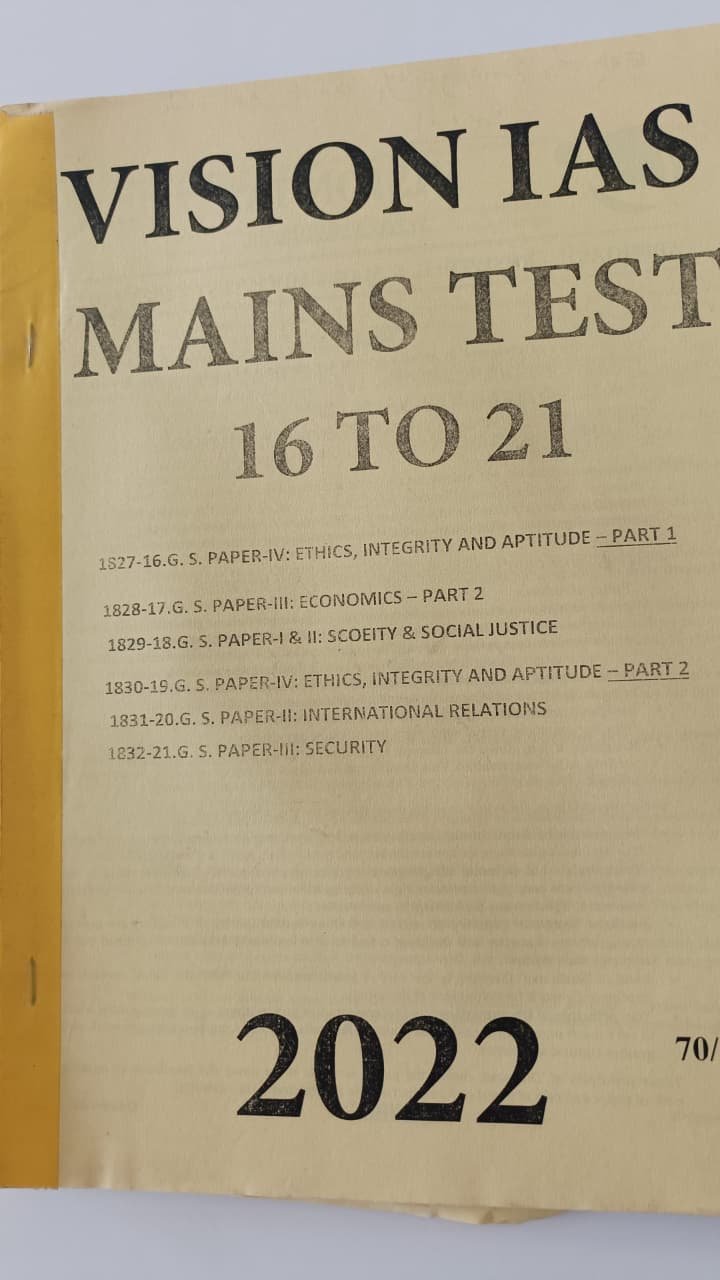 VISION IAS
MAINS TEST
16 TO 21
1827-16.G. S. PAPER-IV: ETHICS, INTEGRITY AND APTITUDE – PART 1
1828-17.G. S. PAPER-III: ECONOMICS – PART 2
1829-18.G. S. PAPER-I & II: SCOEITY & SOCIAL JUSTICE
1830-19.G. S. PAPER-IV: ETHICS, INTEGRITY AND APTITUDE – PART 2
1831-20.G. S. PAPER-II: INTERNATIONAL RELATIONS
1832-21.G. S. PAPER-III: SECURITY
2022
70/